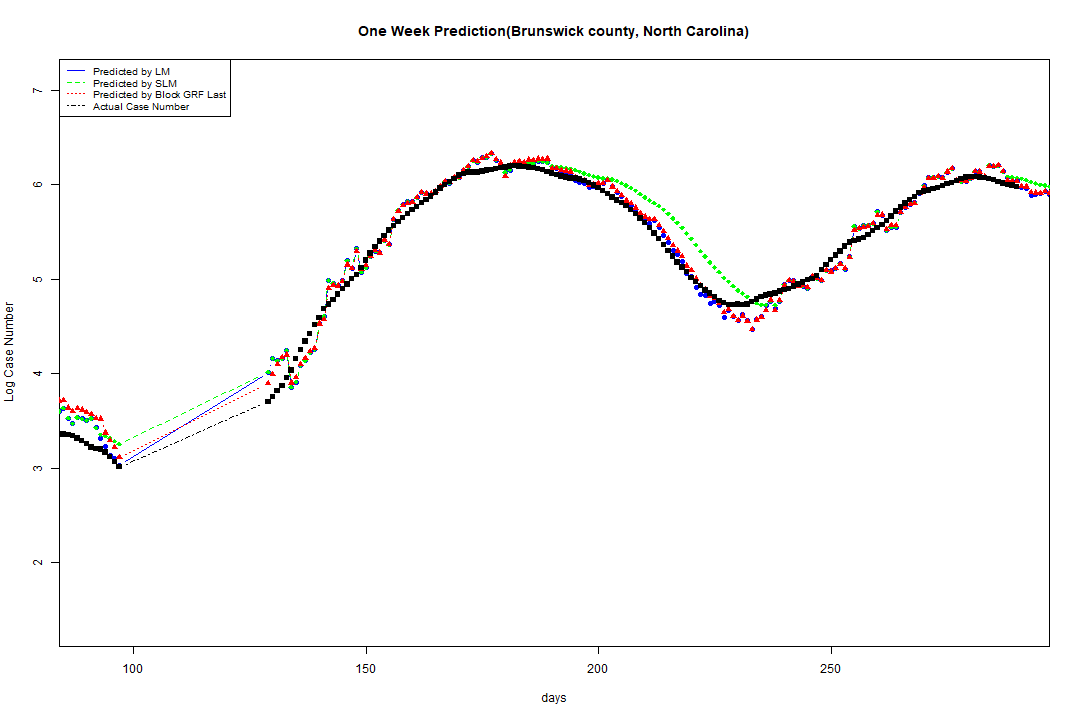 One Week Prediction(Brunswick county, North Carolina)
Predicted by LM
Predicted by SLM
Predicted by Block GRF Last
Actual Case Number
7
6
5
4
3
2
Log Case Number
100
150
200
250
days